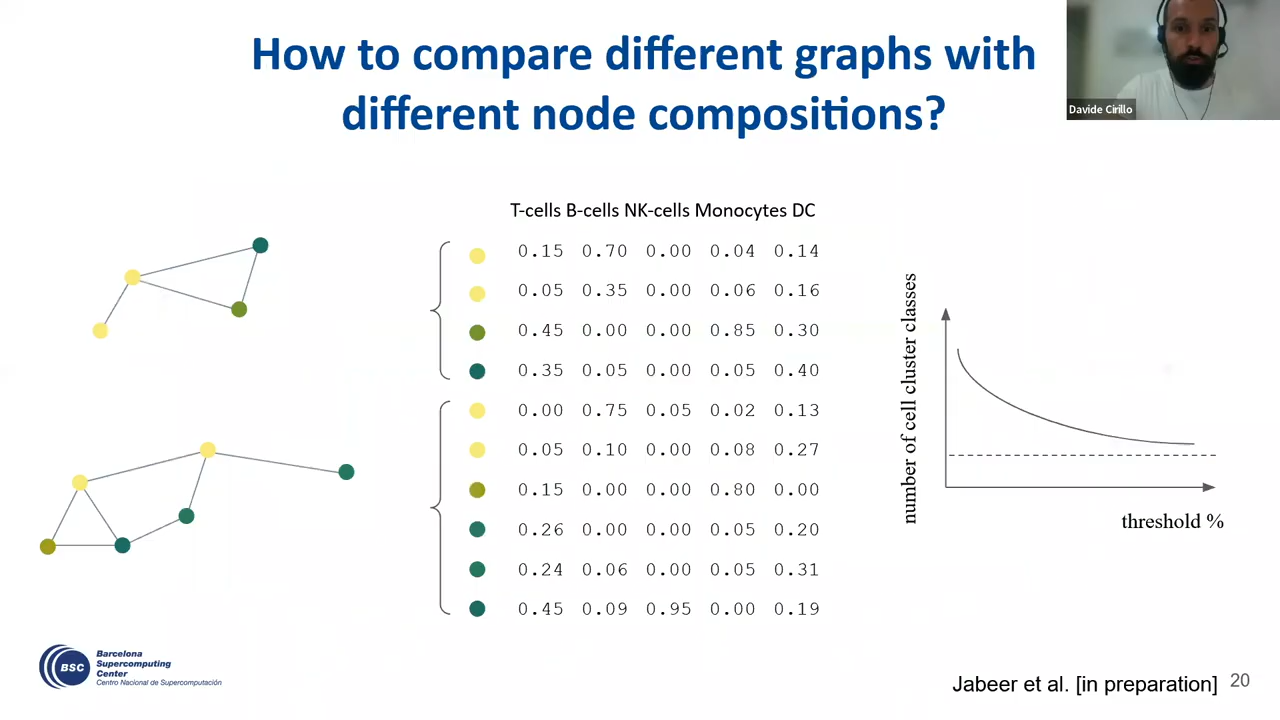 How to compare different graphs with
different node compositions?
Davide Cirillo
T-cells B-cells NK-cells Monocytes DC
0.15 0.70 0.00 0.04 0.14
0.05 0.35 0.00 0.06 0.16
0.45 0.00 0.00 0.85 0.30
0.35 0.05 0.00 0.05 0.40
0.00 0.75 0.05 0.02 0.13
0.05 0.10 0.00 0.08 0.27
0.15 0.00 0.00 0.80 0.00
0.26 0.00 0.00 0.05 0.20
0.24 0.06 0.00 0.05 0.31
0.45 0.09 0.95 0.00 0.19
number of cell cluster classes
threshold %
BSC
Barcelona
Supercomputing
Center
Centro Nacional de Supercomputación
Jabeer et al. [in preparation]
20